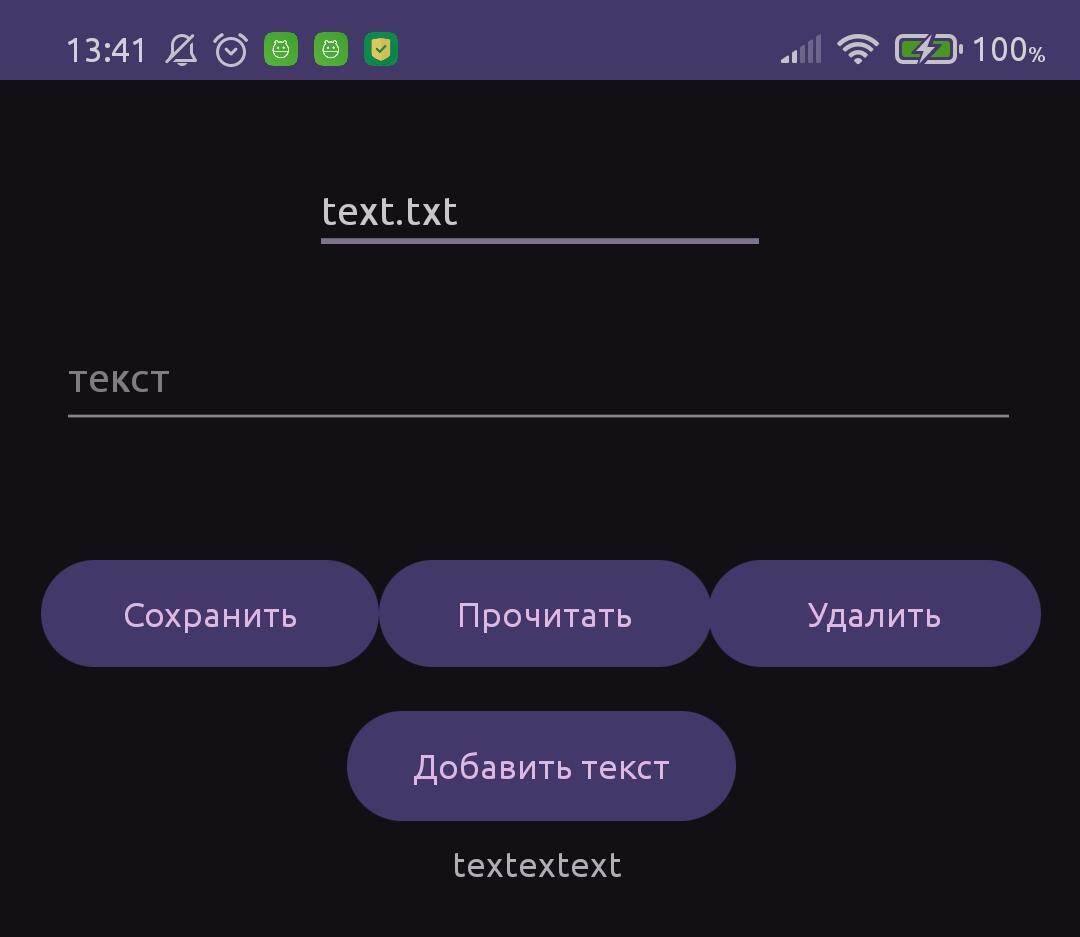 13:41 100%
text.txt
текст
Сохранить Прочитать Удалить
Добавить текст
textextext